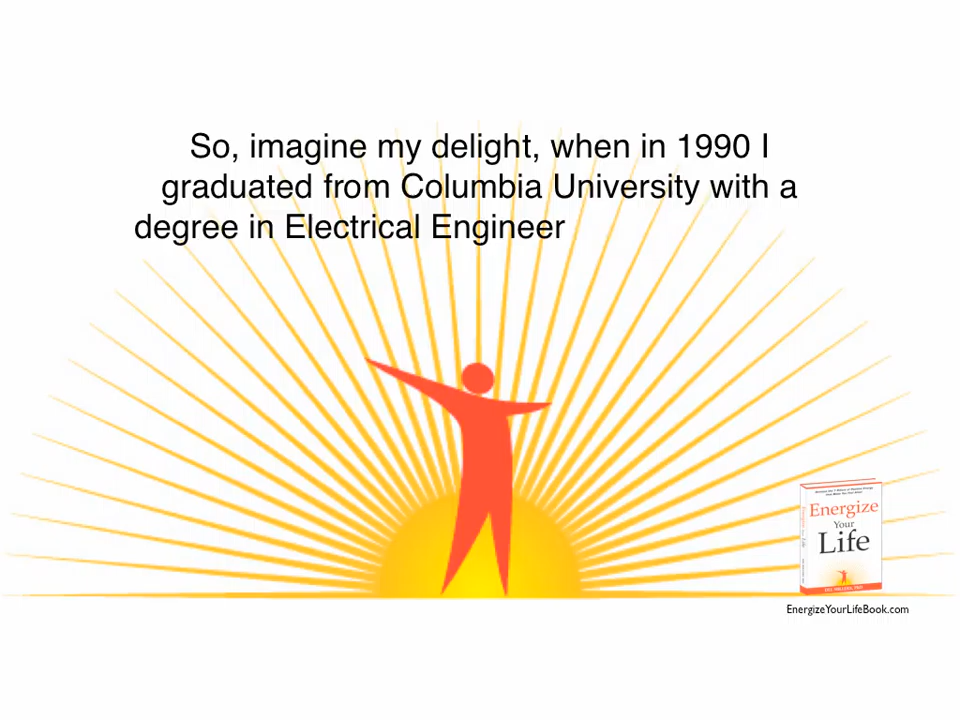 So, imagine my delight, when in 1990 I
graduated from Columbia University with a
degree in Electrical Engineer
Energize
Your
Life
EnergizeYourLifeBook.com